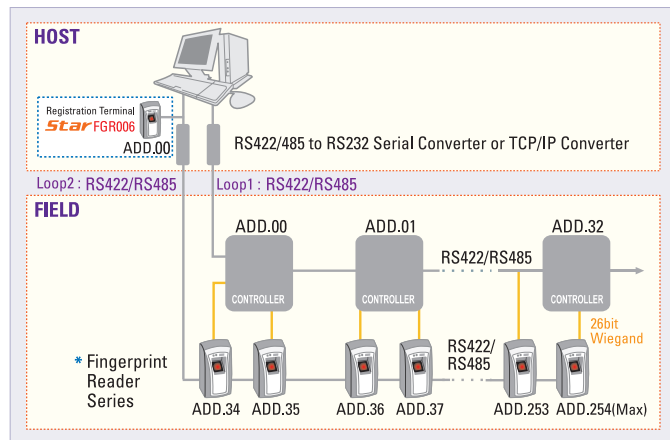 HOST
Registration Terminal
Star FGR006
ADD.00
RS422/485 to RS232 Serial Converter or TCP/IP Converter
Loop2 : RS422/RS485
Loop1 : RS422/RS485
FIELD
ADD.00
ADD.01
ADD.32
RS422/RS485
CONTROLLER
CONTROLLER
CONTROLLER
26bit
Wiegand
* Fingerprint
Reader
Series
RS422/
RS485
ADD.34
ADD.35
ADD.36
ADD.37
ADD.253
ADD.254(Max)